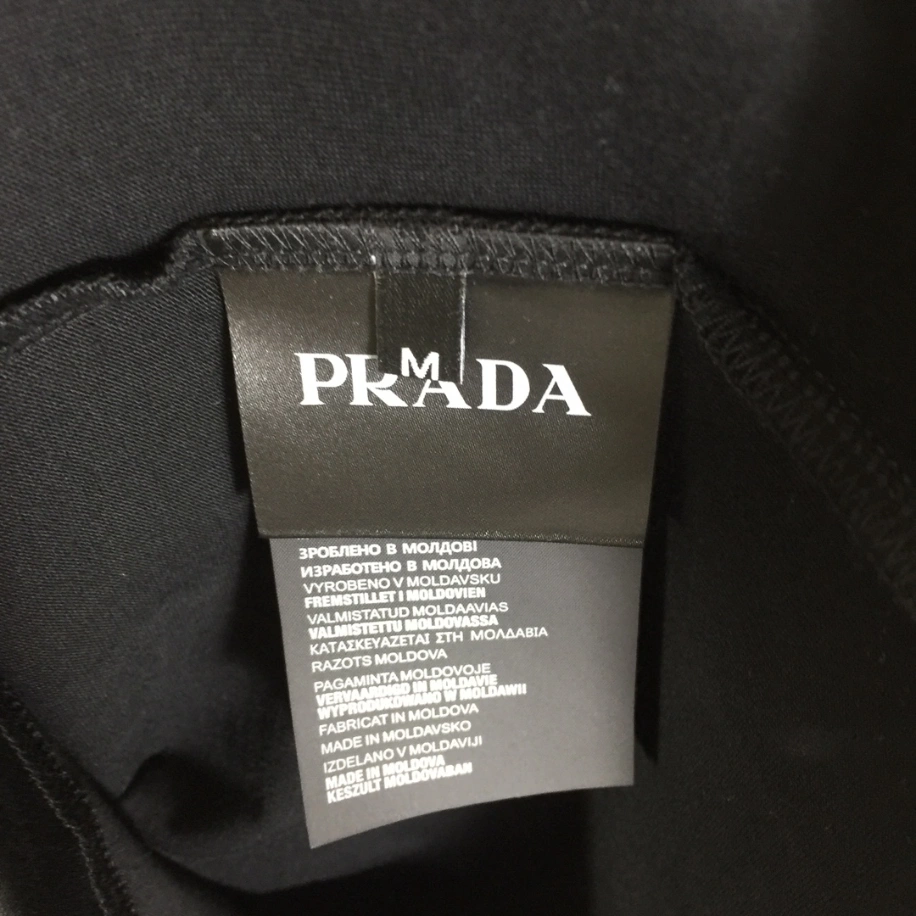 M
PRADA
ЗРОБЛЕНО В МОЛДОВІ
ИЗРАБОТЕНО В МОЛДОВА
VYROBENO V MOLDAVSKU
FREMSTILLET I MOLDOVIEN
VALMISTATUD MOLDAAVIAS
VALMISTETTU MOLDOVASSA
ΚΑΤΑΣΚΕΥΑΖΕΤΑΙ ΣΤΗ ΜΟΛΔΑΒΙΑ
RAZOTS MOLDOVA
PAGAMINTA MOLDOVOJE
VERVAARDIGD IN MOLDAVIE
WYPRODUKOWANO W MOLDAWII
FABRICAT IN MOLDOVA
MADE IN MOLDAVSKO
IZDELANO V MOLDAVIJI
MADE IN MOLDOVA
KESZULT MOLDOVABAN